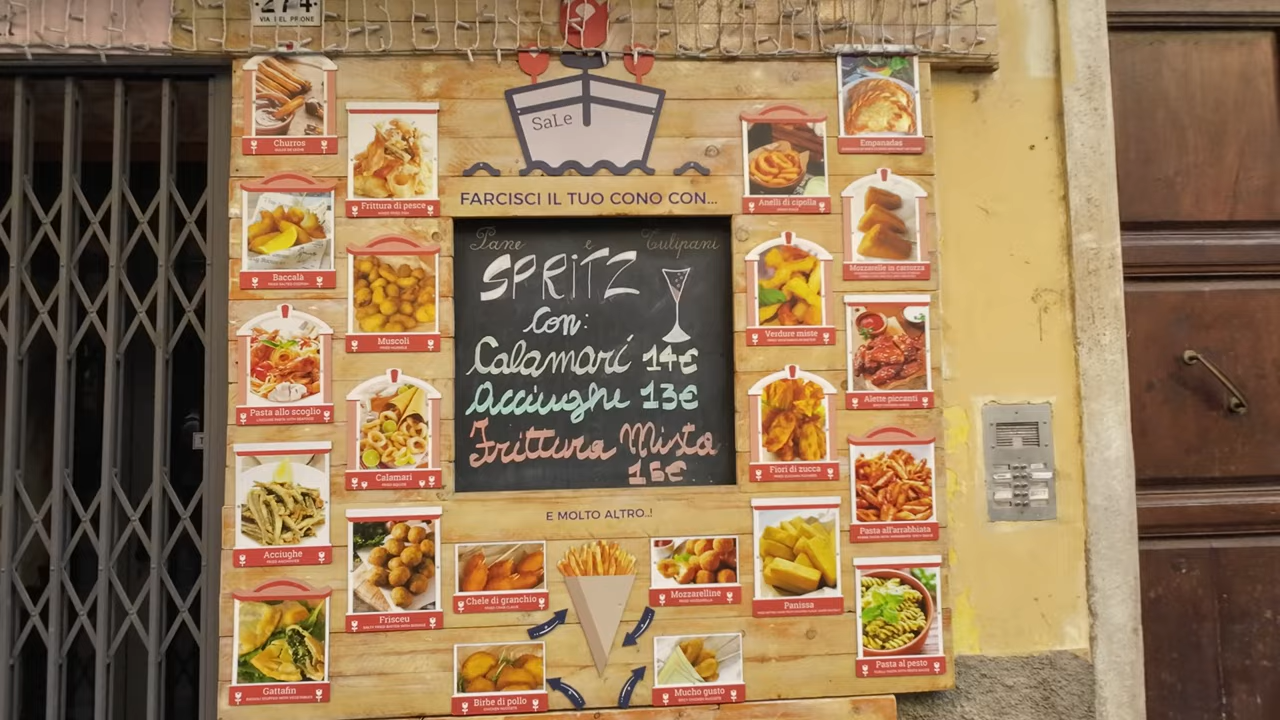 274
VIA DEL PRIONE
SaLe
FARCISCI IL TUO CONO CON...
Pane e Tulipani
SPRiTZ
Con:
Calamari 14€
Acciughe 13€
Frittura Mista
15€
E MOLTO ALTRO..!
Churros
Frittura di pesce
Baccalà
Muscoli
Pasta allo scoglio
Calamari
Acciughe
Frisceu
Gattafin
Chele di granchio
Birbe di pollo
Mozzarelline
Mucho gusto
Anelli di cipolla
Empanadas
Mozzarelle in carrozza
Verdure miste
Alette piccanti
Fiori di zucca
Pasta all'arrabbiata
Panissa
Pasta al pesto